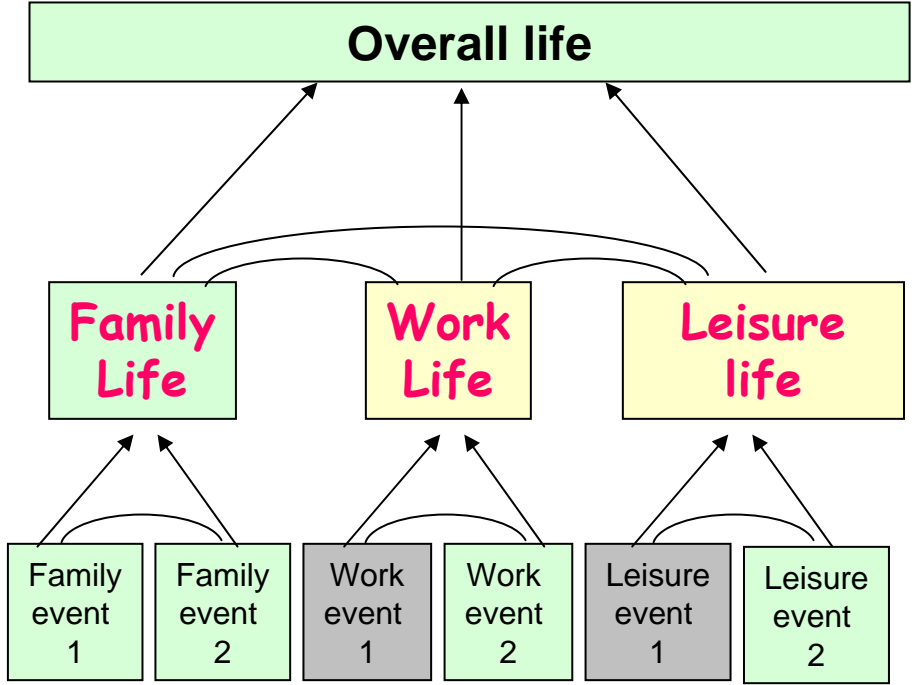 Overall life
Family
Life
Work
Life
Leisure
life
Family
event
1
Family
event
2
Work
event
1
Work
event
2
Leisure
event
1
Leisure
event
2